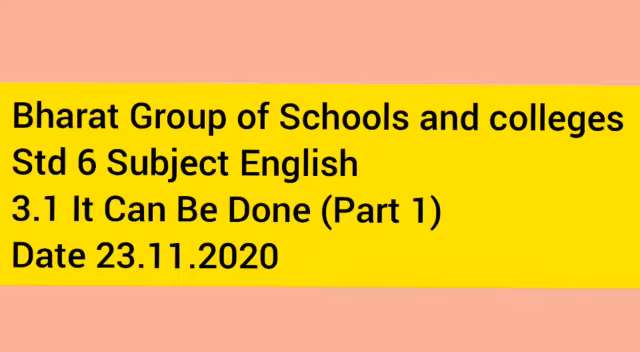 Bharat Group of Schools and colleges
Std 6 Subject English
3.1 It Can Be Done (Part 1)
Date 23.11.2020